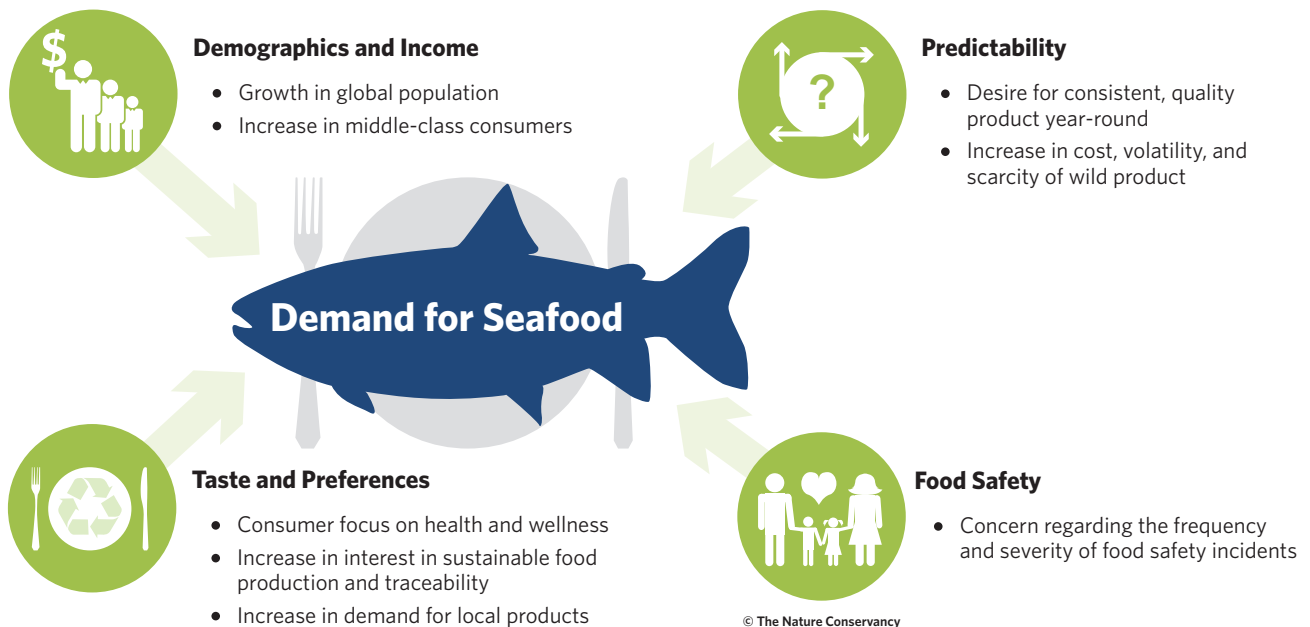 $
Demographics and Income
• Growth in global population
• Increase in middle-class consumers
?
Predictability
• Desire for consistent, quality
product year-round
• Increase in cost, volatility, and
scarcity of wild product
Demand for Seafood
Taste and Preferences
• Consumer focus on health and wellness
• Increase in interest in sustainable food
production and traceability
• Increase in demand for local products
Food Safety
• Concern regarding the frequency
and severity of food safety incidents
© The Nature Conservancy